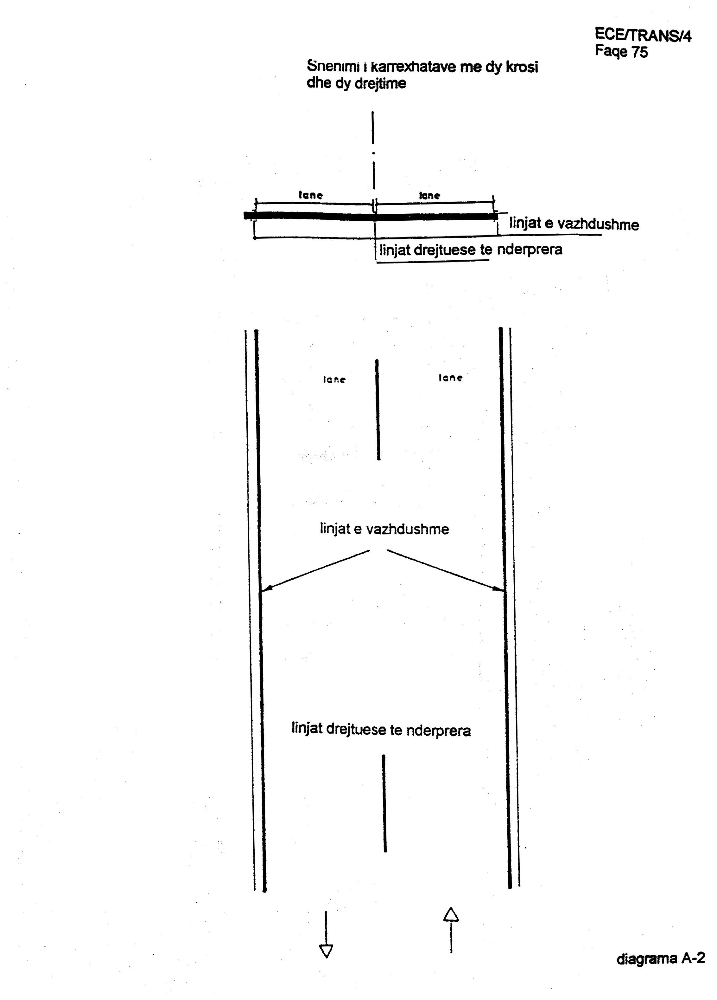 ECE/TRANS/4
Faqe 75
Shenimi i karrexhatave me dy krosi
dhe dy drejtime
lane
lane
linjat e vazhdushme
linjat drejtuese te nderprera
lane
lane
linjat e vazhdushme
linjat drejtuese te nderprera
diagrama A-2